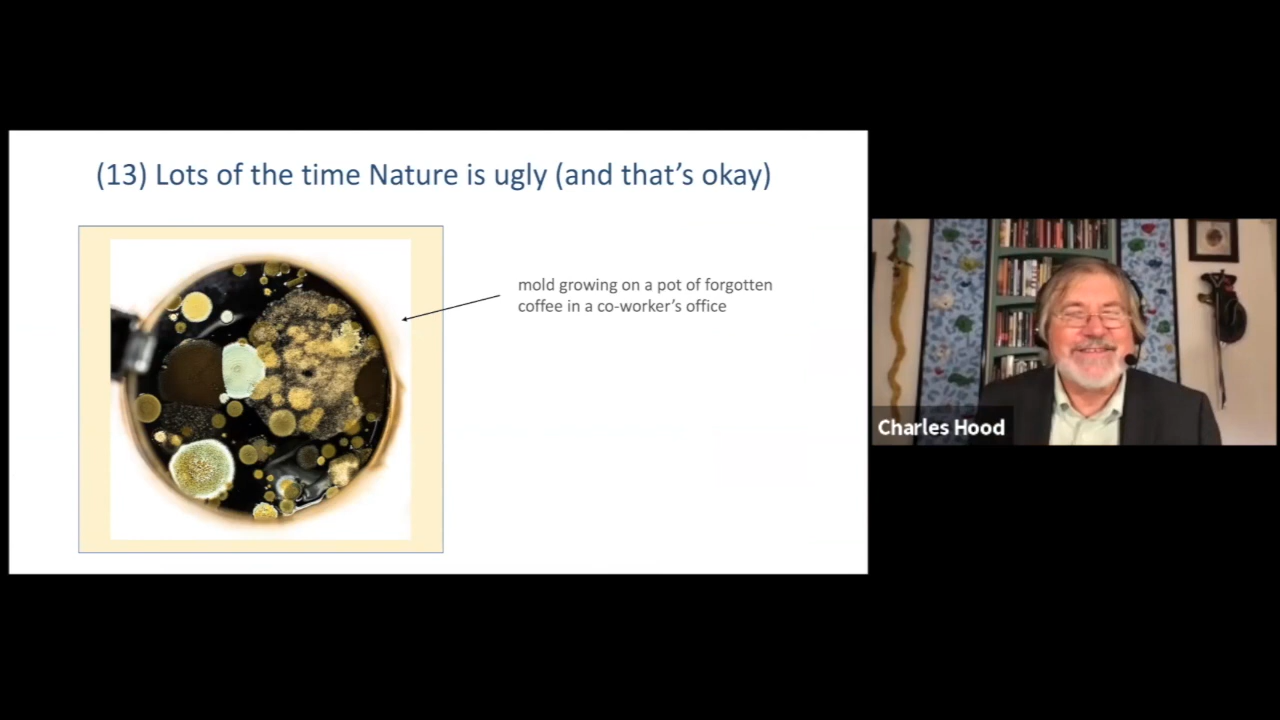 (13) Lots of the time Nature is ugly (and that’s okay)
mold growing on a pot of forgotten
coffee in a co-worker’s office
Charles Hood